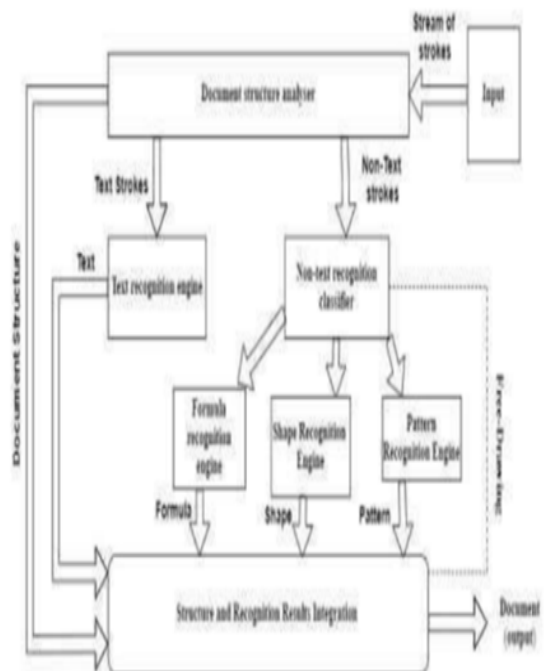 Stream of
strokes
Input
Document structure analyser
Text Strokes
Non-Text
strokes
Document Structure
Text
Text recognition engine
Non-text recognition
classifier
Free-Drawing
Formula
recognition
engine
Shape Recognition
Engine
Pattern
Recognition Engine
Formula
Shape
Pattern
Structure and Recognition Results Integration
Document
(output)